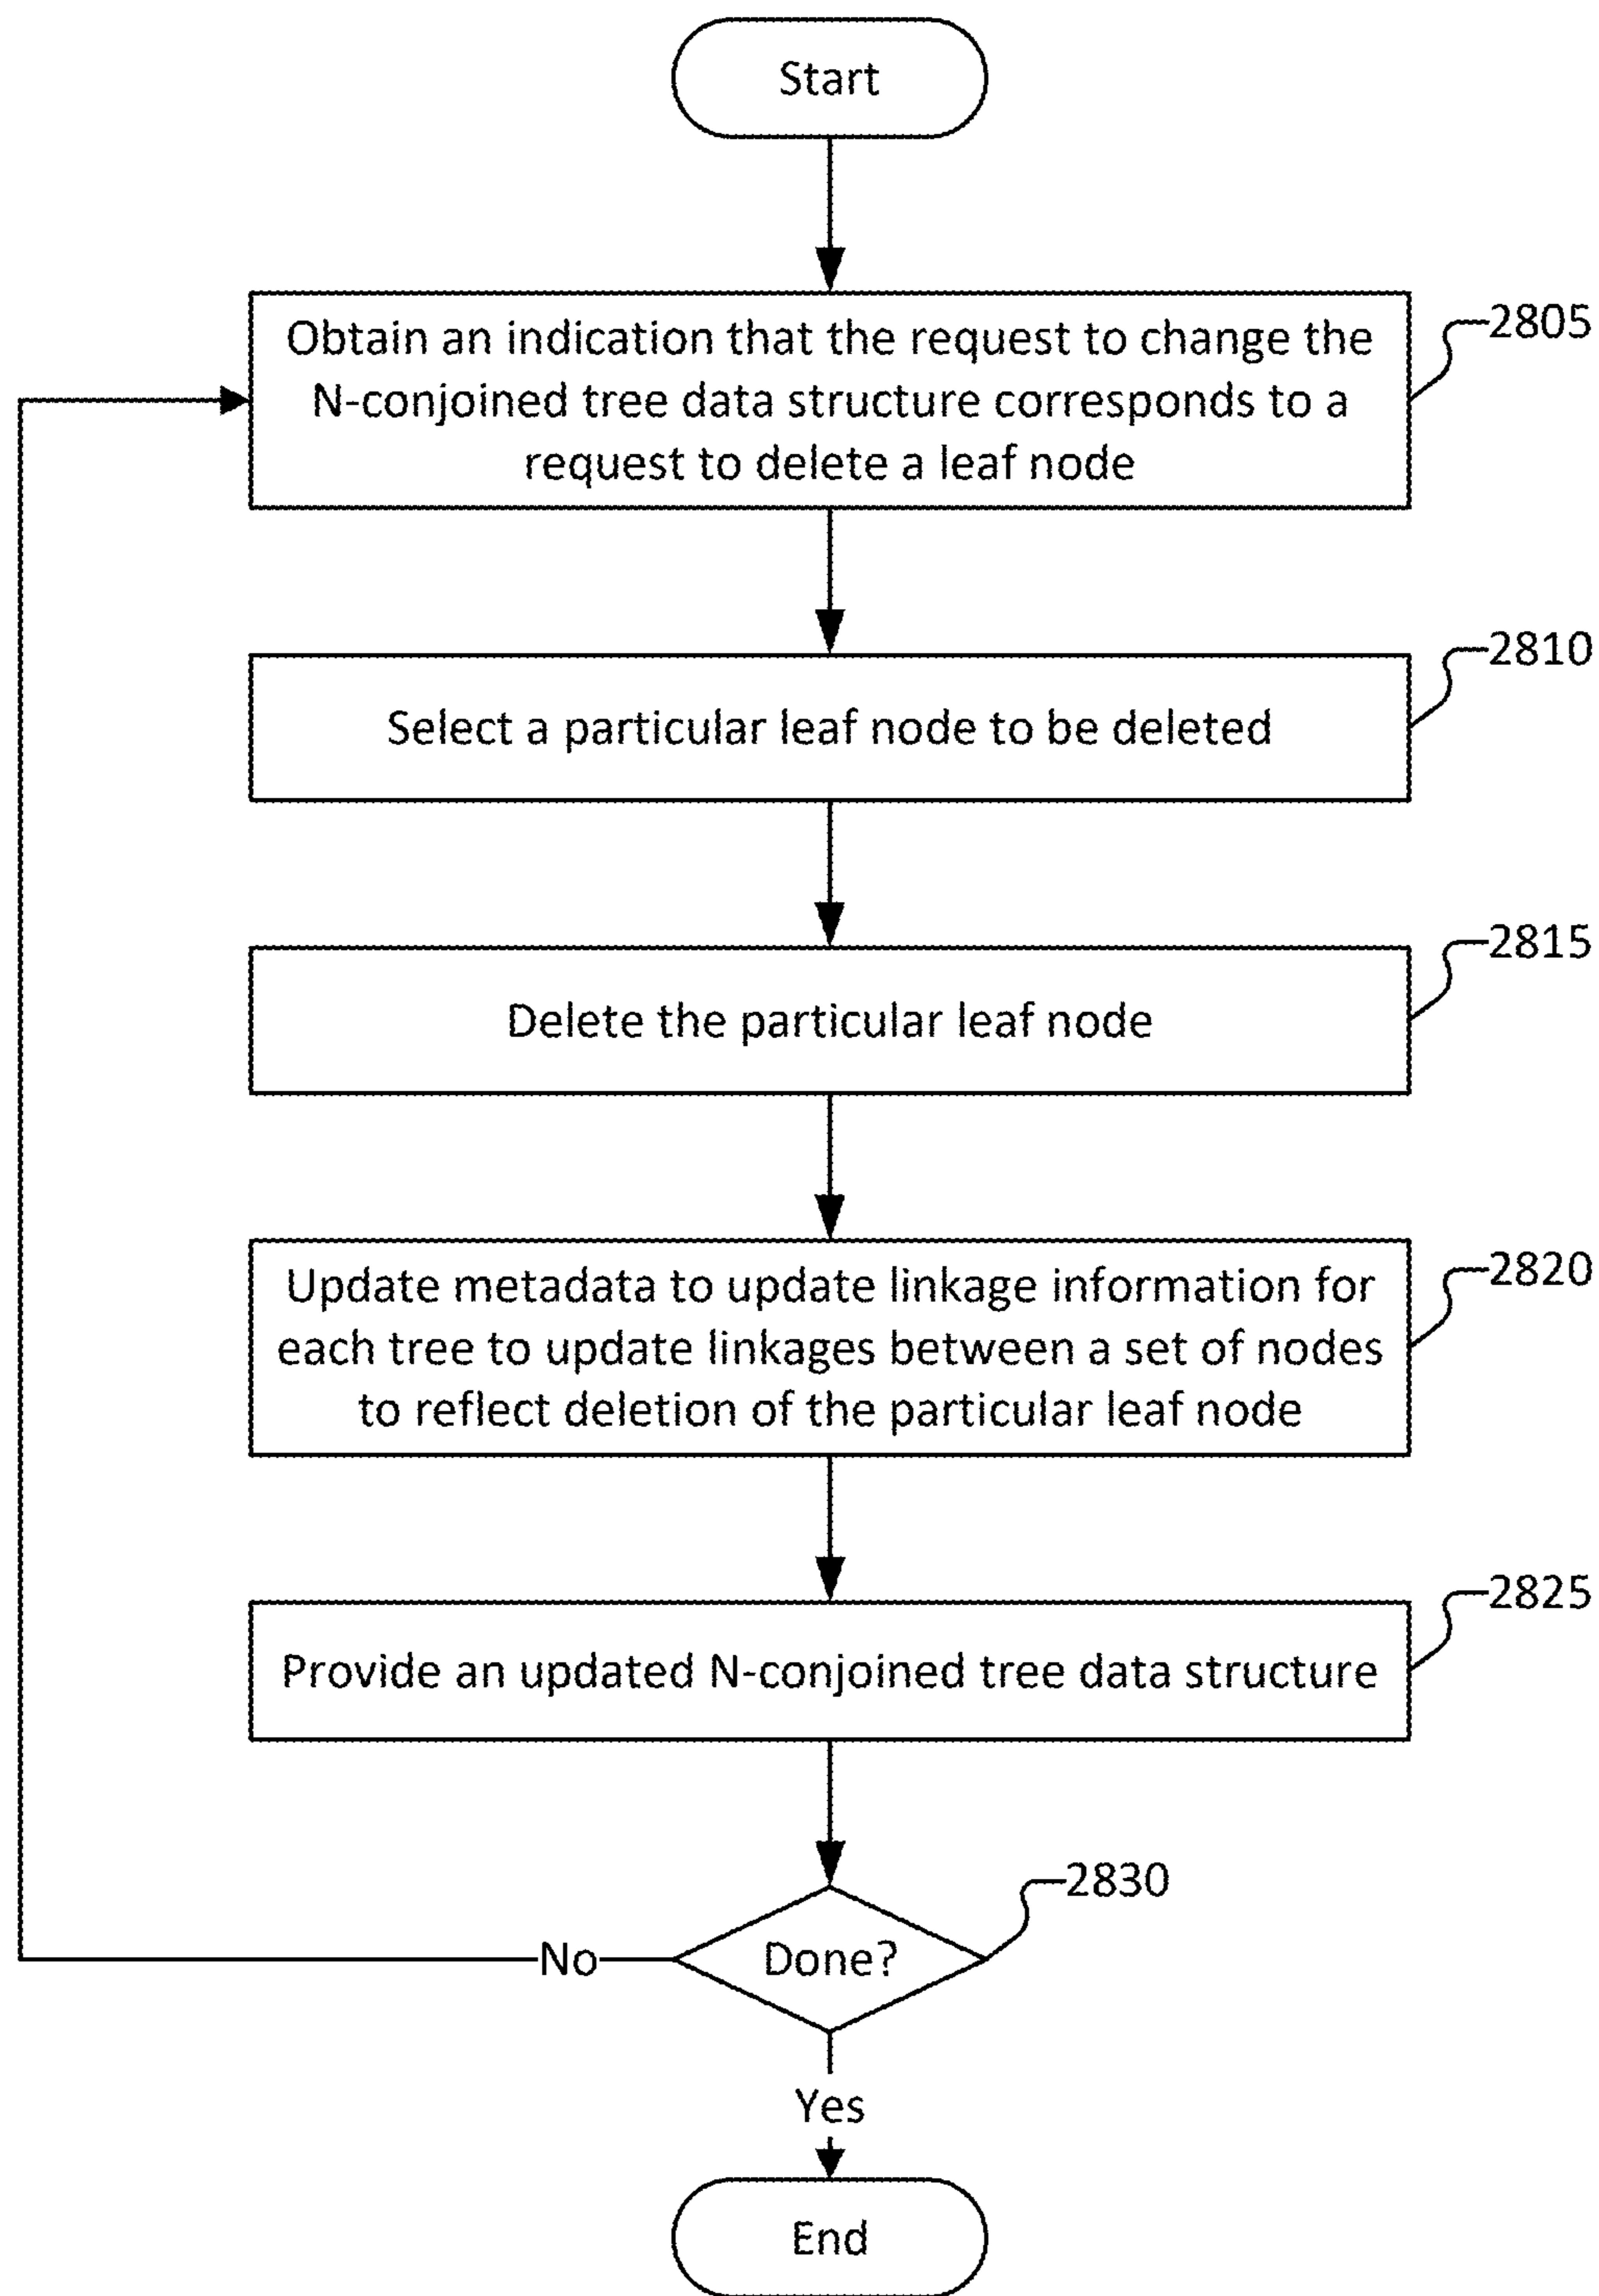 Start
Obtain an indication that the request to change the
N-conjoined tree data structure corresponds to a
request to delete a leaf node
2805
Select a particular leaf node to be deleted
2810
Delete the particular leaf node
2815
Update metadata to update linkage information for
each tree to update linkages between a set of nodes
to reflect deletion of the particular leaf node
2820
Provide an updated N-conjoined tree data structure
2825
Done?
2830
No
Yes
End